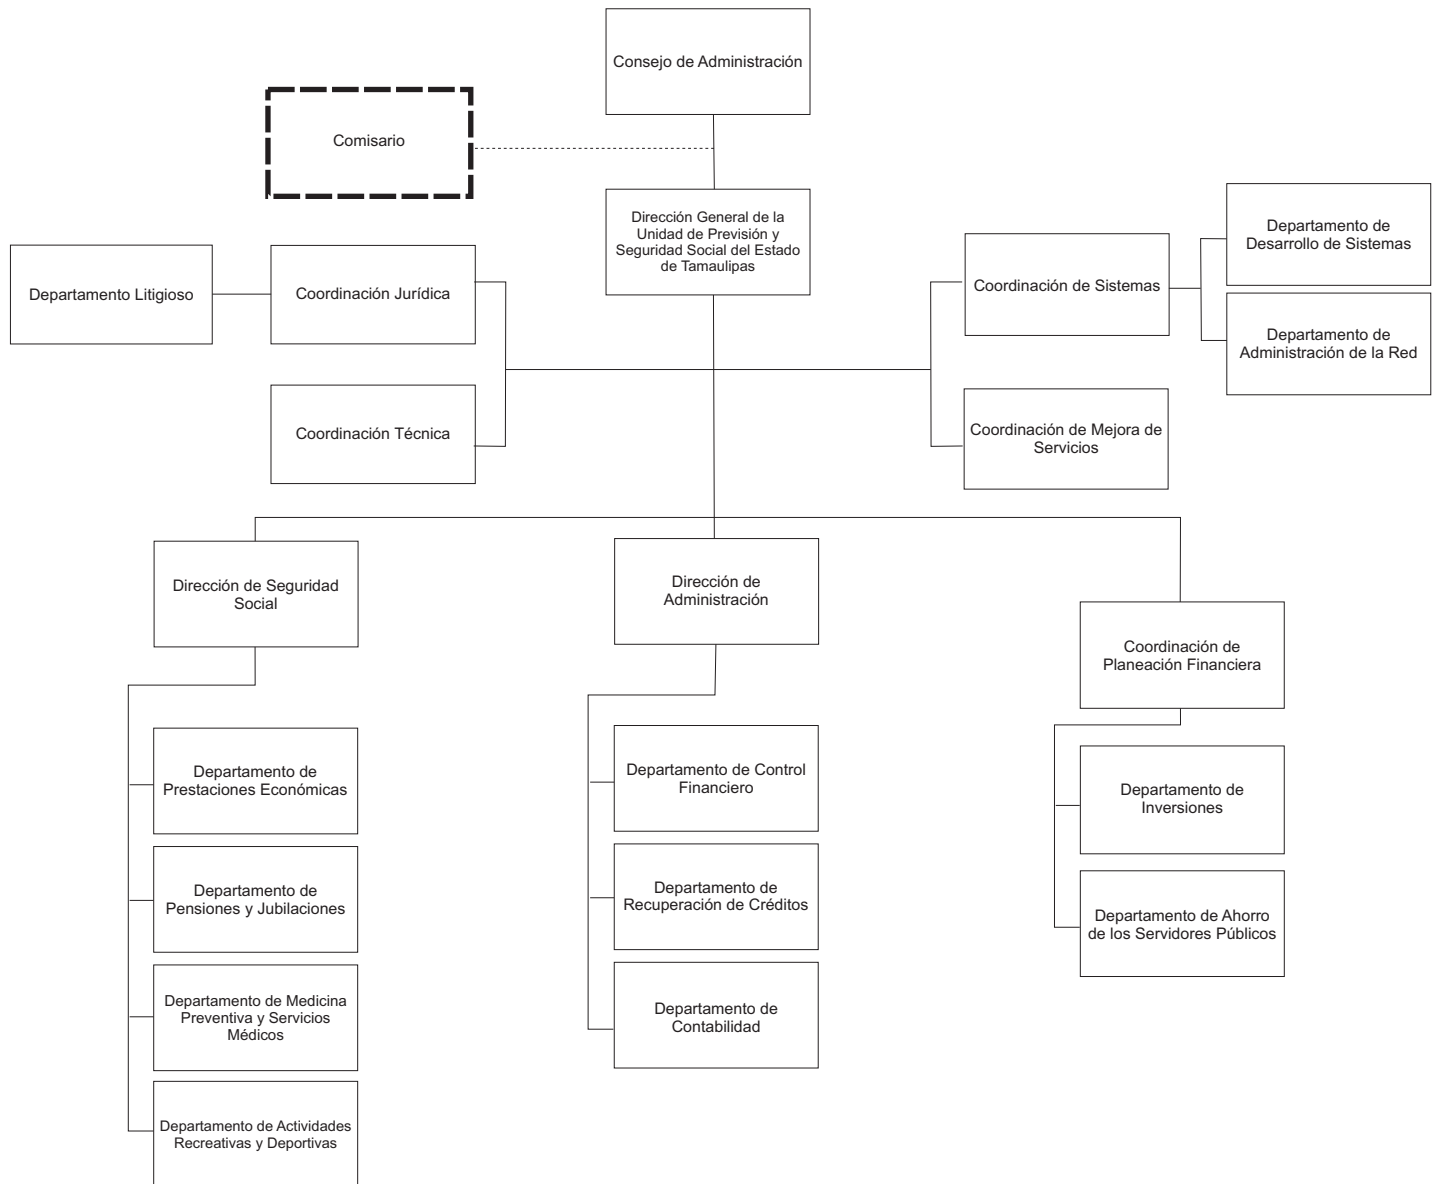 Consejo de Administración
Comisario
Dirección General de la
Unidad de Previsión y
Seguridad Social del Estado
de Tamaulipas
Departamento Litigioso
Coordinación Jurídica
Coordinación Técnica
Coordinación de Sistemas
Departamento de
Desarrollo de Sistemas
Departamento de
Administración de la Red
Coordinación de Mejora de
Servicios
Dirección de Seguridad
Social
Departamento de
Prestaciones Económicas
Departamento de
Pensiones y Jubilaciones
Departamento de Medicina
Preventiva y Servicios
Médicos
Departamento de Actividades
Recreativas y Deportivas
Dirección de
Administración
Departamento de Control
Financiero
Departamento de
Recuperación de Créditos
Departamento de
Contabilidad
Coordinación de
Planeación Financiera
Departamento de
Inversiones
Departamento de Ahorro
de los Servidores Públicos